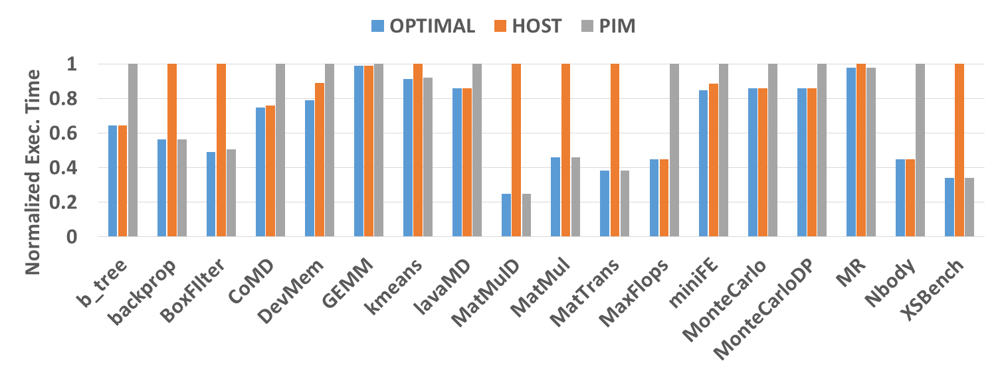 OPTIMAL HOST PIM
Normalized Exec. Time
1
0.8
0.6
0.4
0.2
0
b_tree
backprop
BoxFIlter
CoMD
DevMem
GEMM
kmeans
lavaMD
MatMulD
MatMul
MatTrans
MaxFlops
miniFE
MonteCarlo
MonteCarloDP
MR
Nbody
XSBench